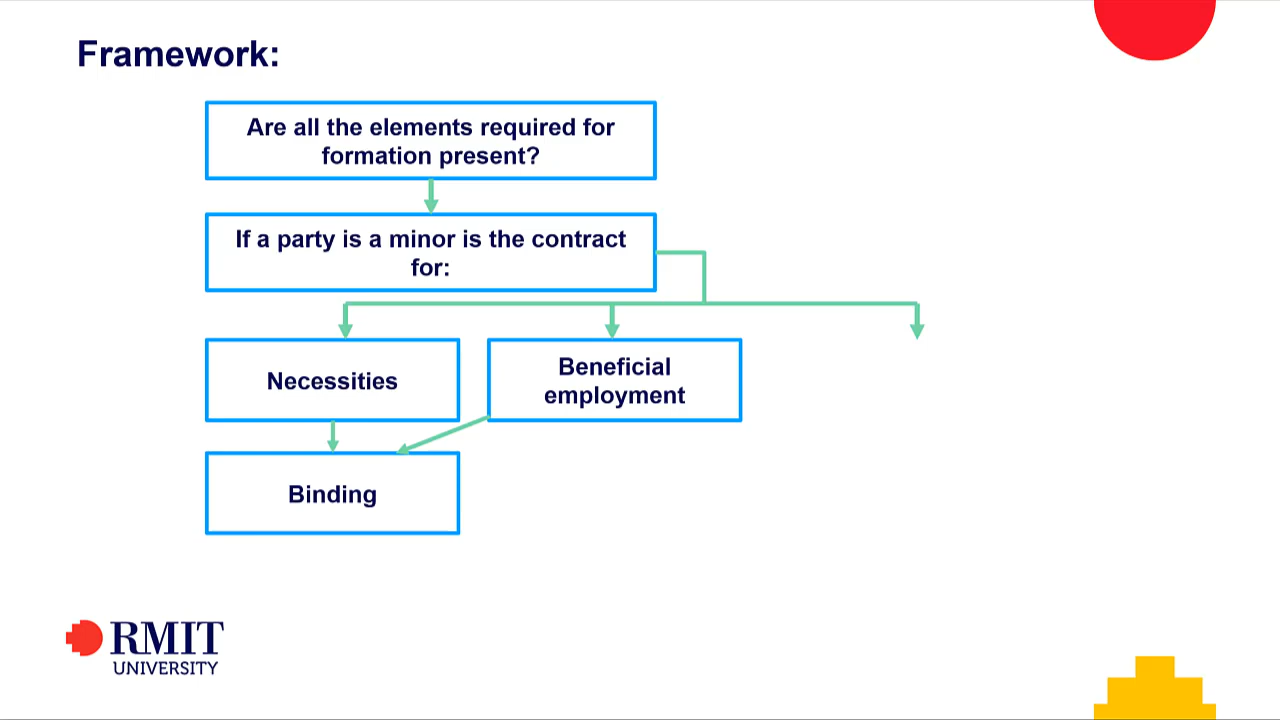 Framework:
Are all the elements required for
formation present?
If a party is a minor is the contract
for:
Necessities
Beneficial
employment
Binding
RMIT
UNIVERSITY